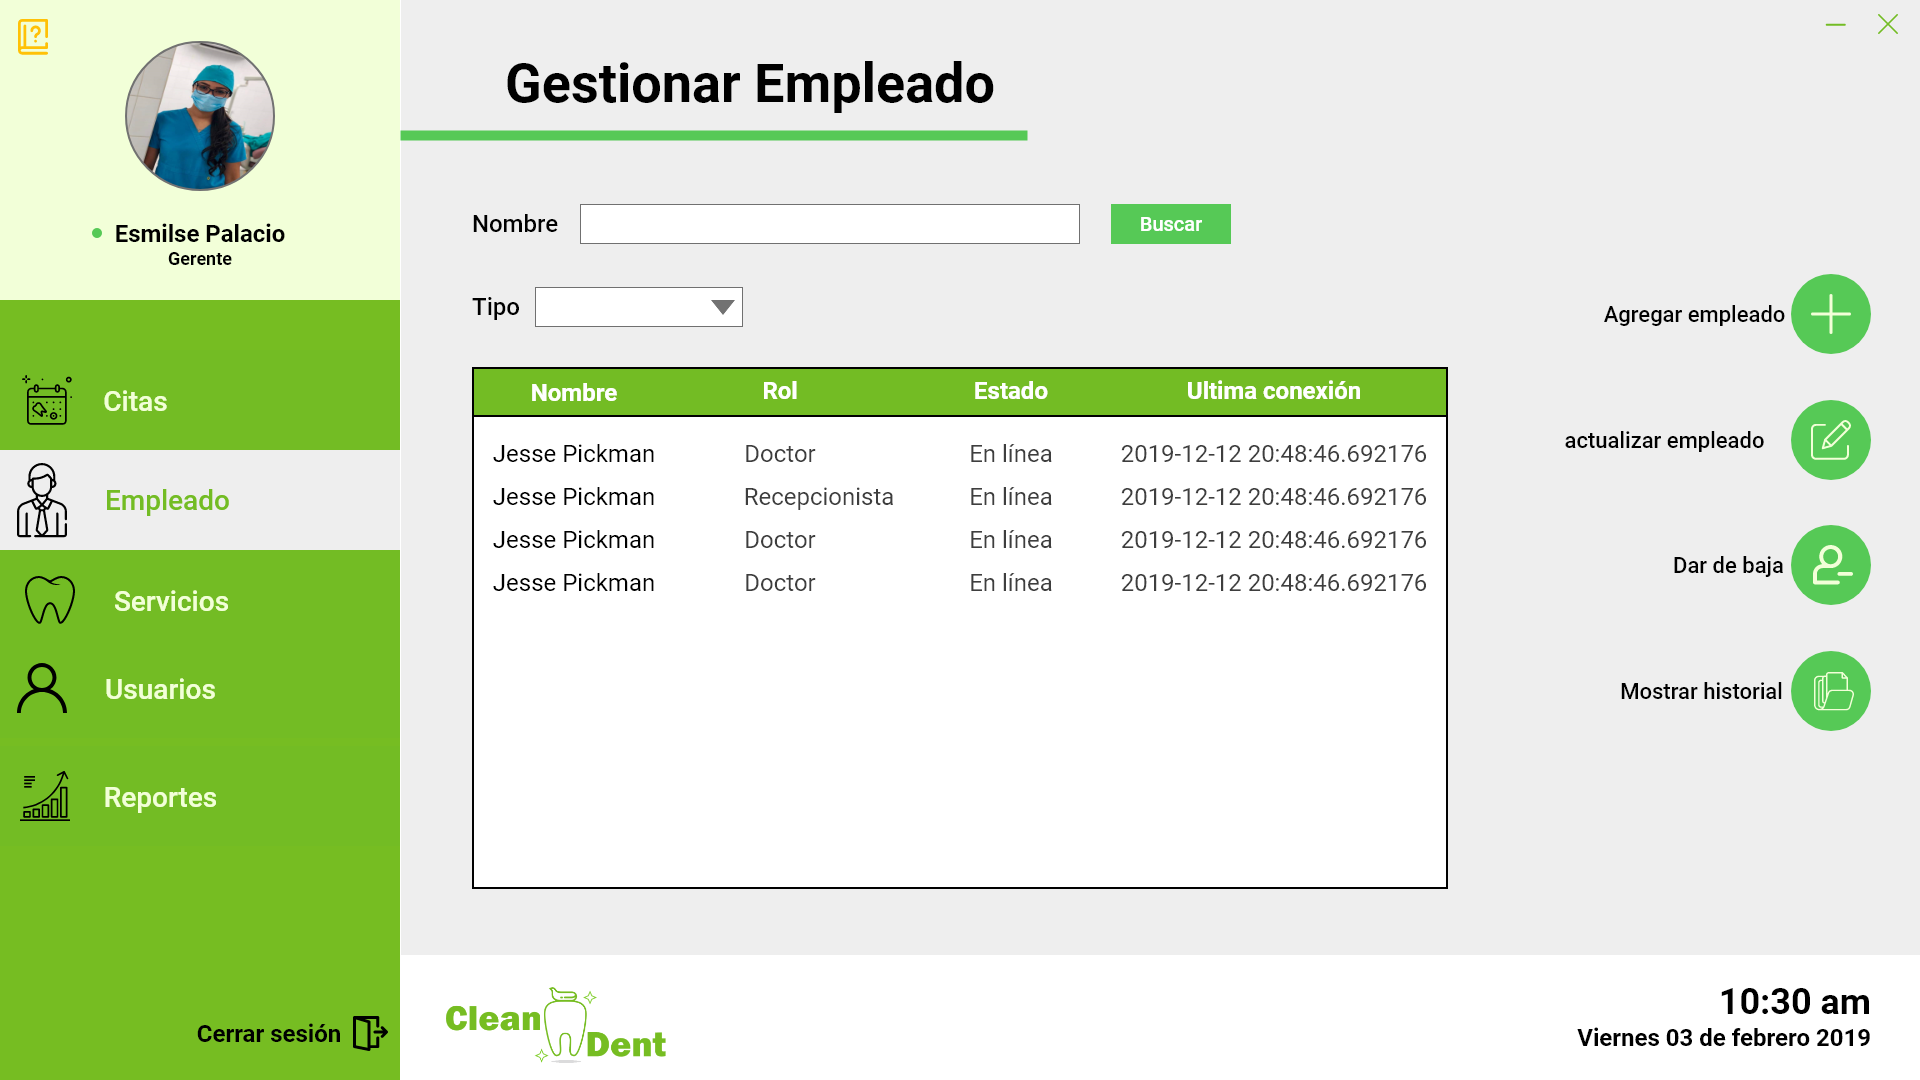 Gestionar Empleado
Esmilse Palacio
Gerente
Citas
Empleado
Servicios
Usuarios
Reportes
Cerrar sesión
Nombre
Buscar
Tipo
Nombre Rol Estado Ultima conexión
Jesse Pickman Doctor En línea 2019-12-12 20:48:46.692176
Jesse Pickman Recepcionista En línea 2019-12-12 20:48:46.692176
Jesse Pickman Doctor En línea 2019-12-12 20:48:46.692176
Jesse Pickman Doctor En línea 2019-12-12 20:48:46.692176
Agregar empleado
actualizar empleado
Dar de baja
Mostrar historial
Clean
Dent
10:30 am
Viernes 03 de febrero 2019